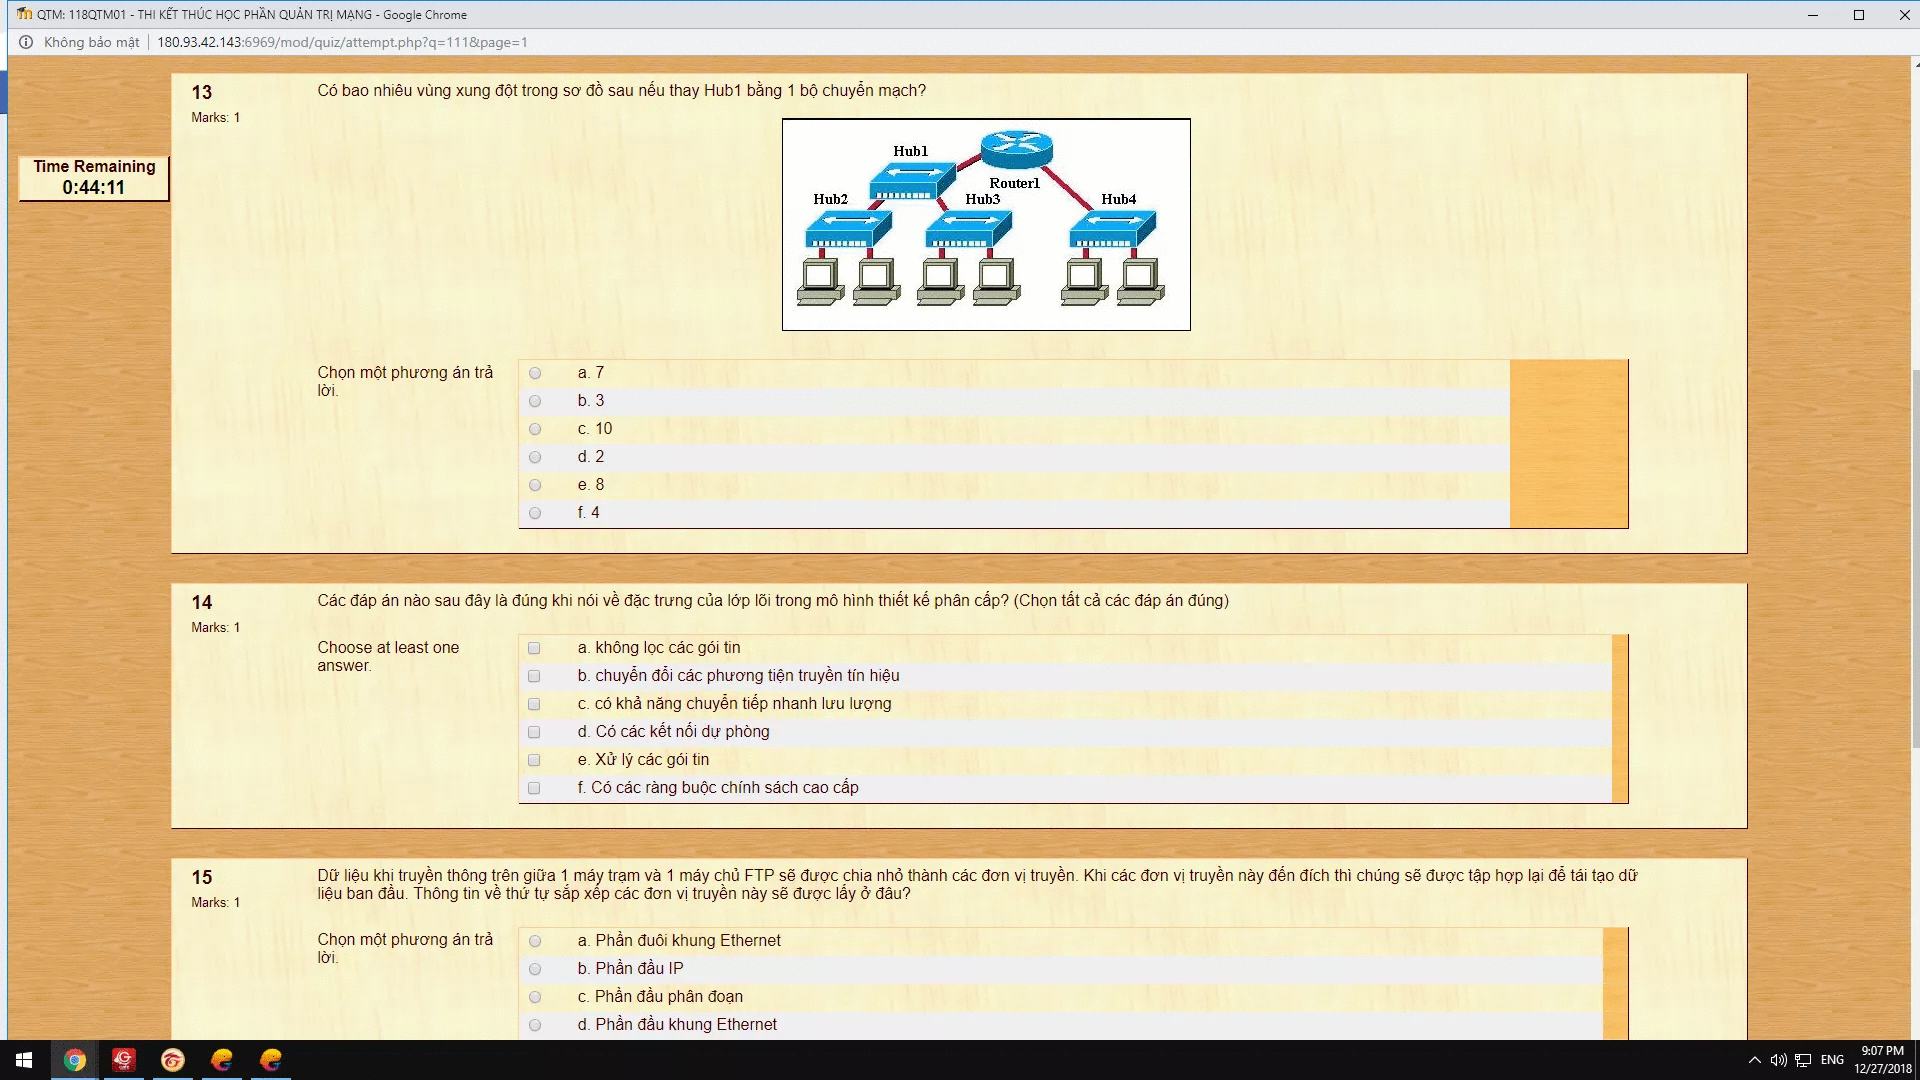 QTM: 118QTM01 - THI KẾT THÚC HỌC PHẦN QUẢN TRỊ MẠNG - Google Chrome
Không bảo mật
180.93.42.143:6969/mod/quiz/attempt.php?q=111&page=1
Time Remaining
0:44:11
13
Marks: 1
Có bao nhiêu vùng xung đột trong sơ đồ sau nếu thay Hub1 bằng 1 bộ chuyển mạch?
Hub1
Router1
Hub2
Hub3
Hub4
Chọn một phương án trả
lời.
a. 7
b. 3
c. 10
d. 2
e. 8
f. 4
14
Marks: 1
Các đáp án nào sau đây là đúng khi nói về đặc trưng của lớp lõi trong mô hình thiết kế phân cấp? (Chọn tất cả các đáp án đúng)
Choose at least one
answer.
a. không lọc các gói tin
b. chuyển đổi các phương tiện truyền tín hiệu
c. có khả năng chuyển tiếp nhanh lưu lượng
d. Có các kết nối dự phòng
e. Xử lý các gói tin
f. Có các ràng buộc chính sách cao cấp
15
Marks: 1
Dữ liệu khi truyền thông trên giữa 1 máy trạm và 1 máy chủ FTP sẽ được chia nhỏ thành các đơn vị truyền. Khi các đơn vị truyền này đến đích thì chúng sẽ được tập hợp lại để tái tạo dữ
liệu ban đầu. Thông tin về thứ tự sắp xếp các đơn vị truyền này sẽ được lấy ở đâu?
Chọn một phương án trả
lời.
a. Phần đuôi khung Ethernet
b. Phần đầu IP
c. Phần đầu phân đoạn
d. Phần đầu khung Ethernet
ENG
9:07 PM
12/27/2018